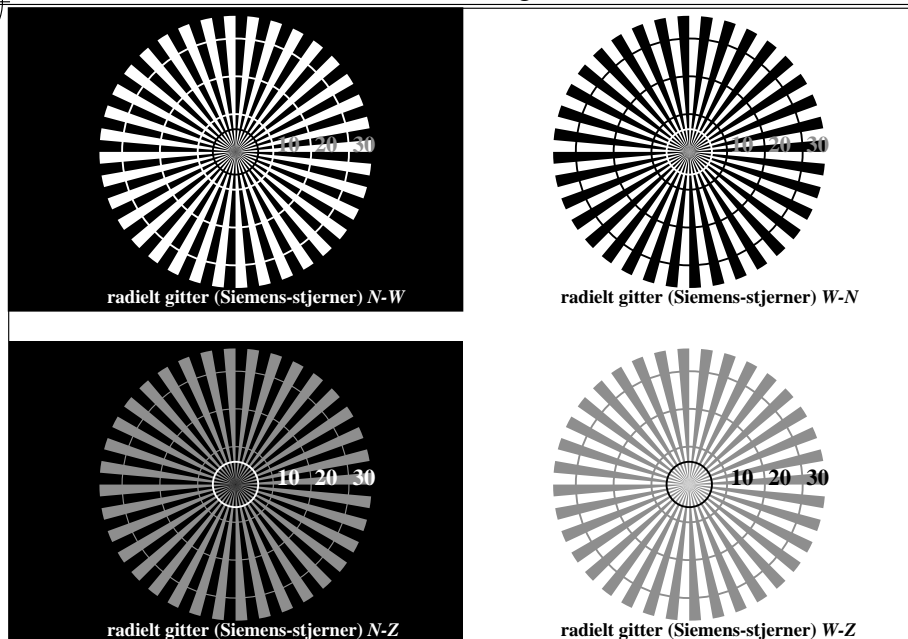 10 20 30
radielt gitter (Siemens-stjerner) N-W
10 20 30
radielt gitter (Siemens-stjerner) W-N
10 20 30
radielt gitter (Siemens-stjerner) N-Z
10 20 30
radielt gitter (Siemens-stjerner) W-Z